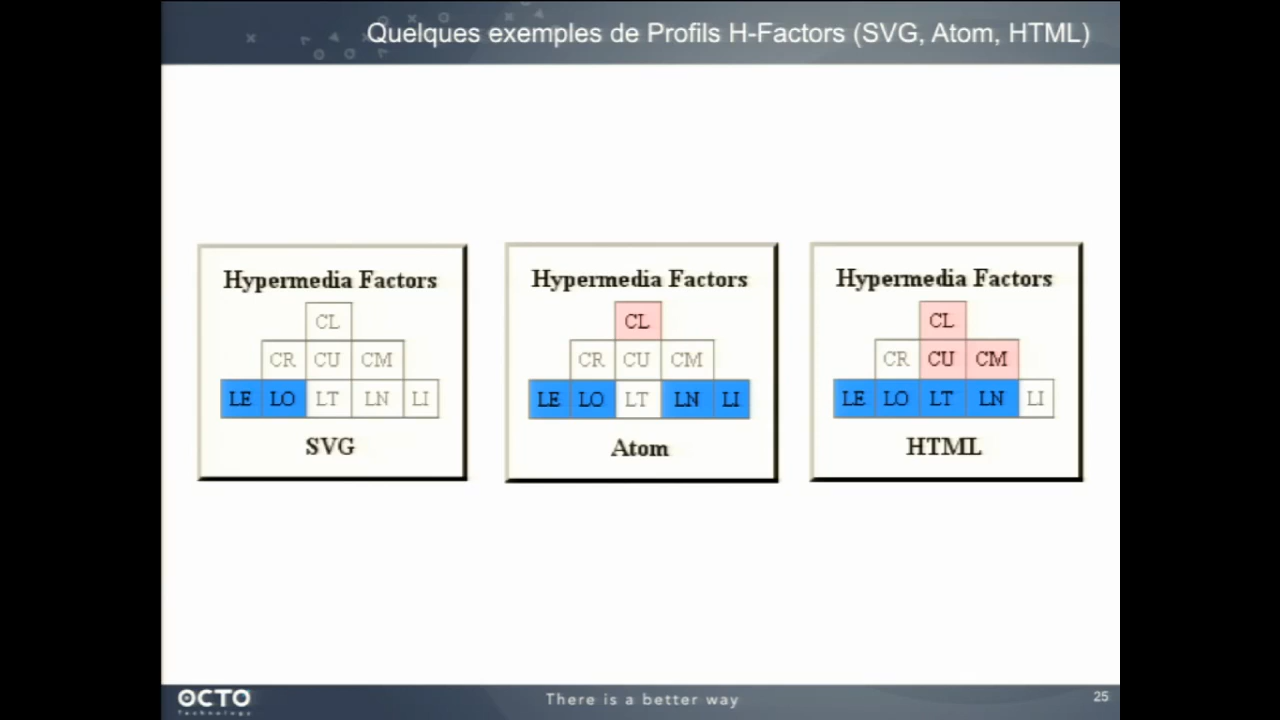 Quelques exemples de Profils H-Factors (SVG, Atom, HTML)
Hypermedia Factors
CL
CR CU CM
LE LO LT LN LI
SVG
Hypermedia Factors
CL
CR CU CM
LE LO LT LN LI
Atom
Hypermedia Factors
CL
CR CU CM
LE LO LT LN LI
HTML
OCTO
Technology
There is a better way
25